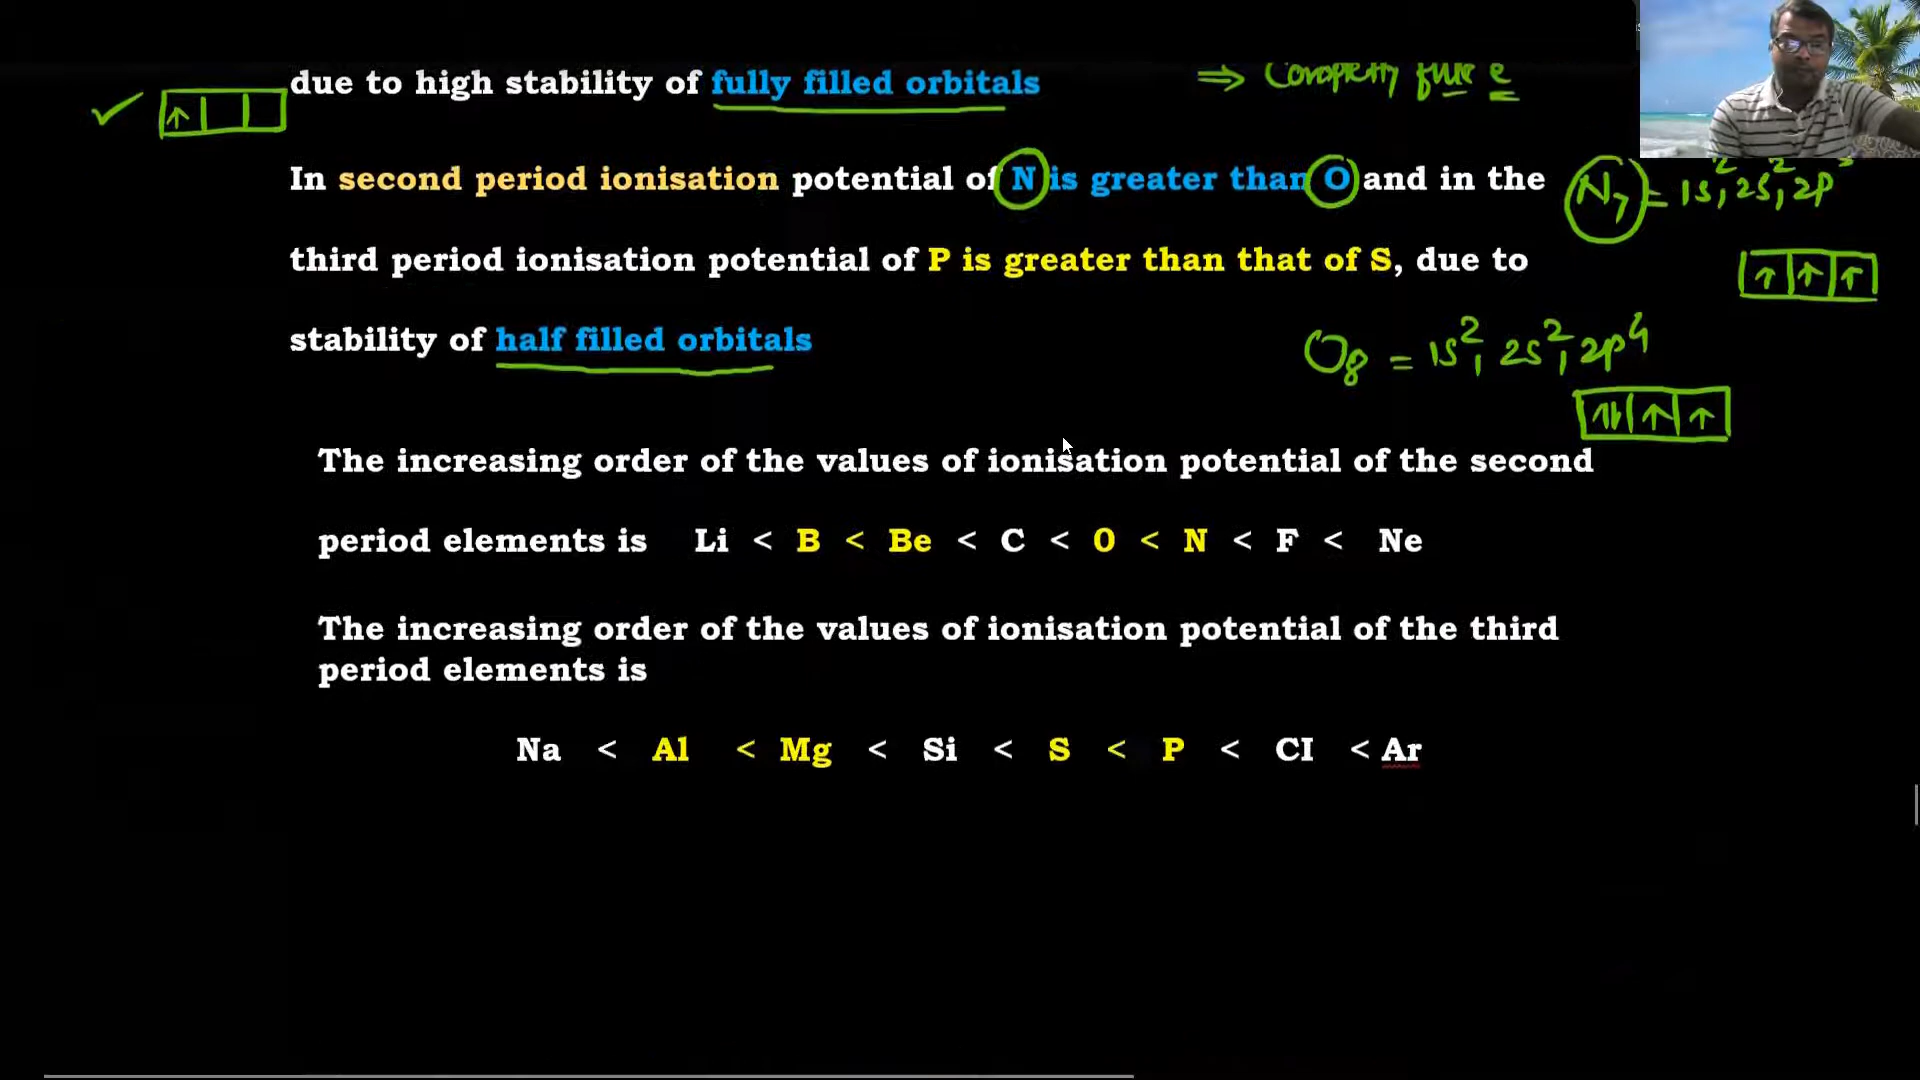 due to high stability of fully filled orbitals
⇒
✓ ↑
In second period ionisation potential of N is greater than O and in the
N₇ = 1s², 2s², 2p³
third period ionisation potential of P is greater than that of S, due to
↑ ↑ ↑
stability of half filled orbitals
O₈ = 1s², 2s², 2p⁴
↑↓ ↑ ↑
The increasing order of the values of ionisation potential of the second
period elements is Li < B < Be < C < O < N < F < Ne
The increasing order of the values of ionisation potential of the third
period elements is
Na < Al < Mg < Si < S < P < CI < Ar